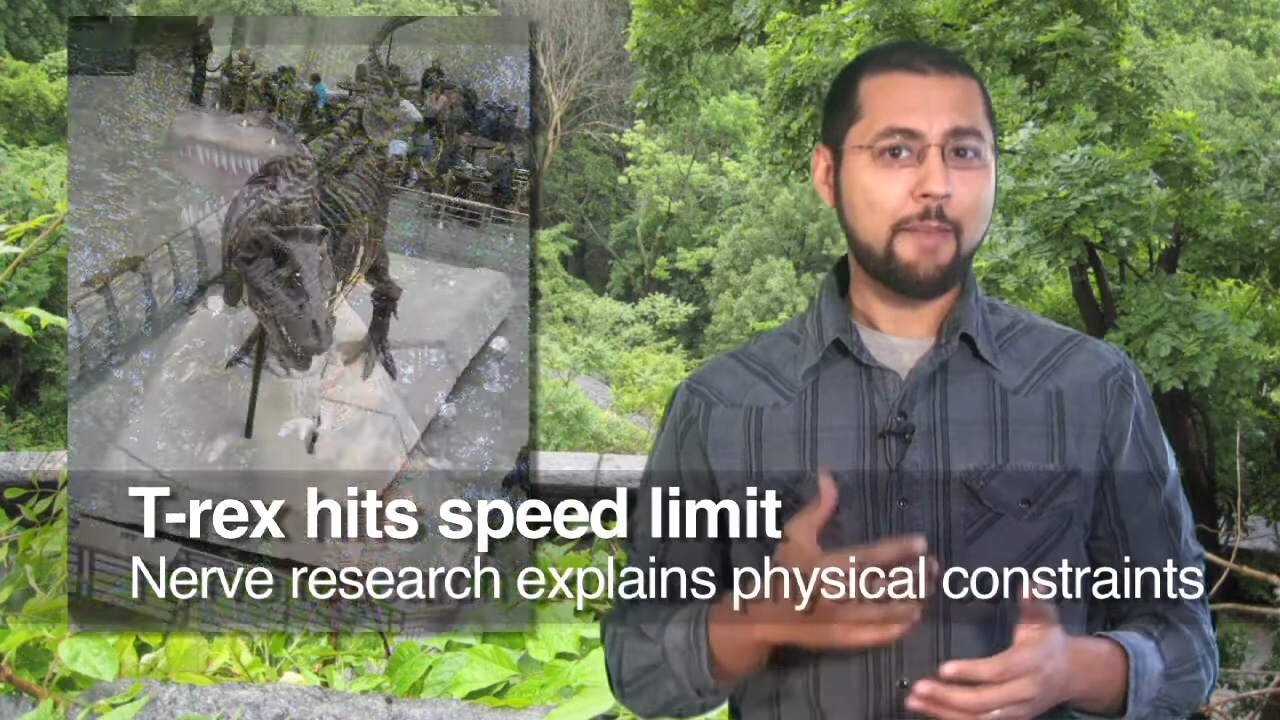 T-rex hits speed limit
Nerve research explains physical constraints